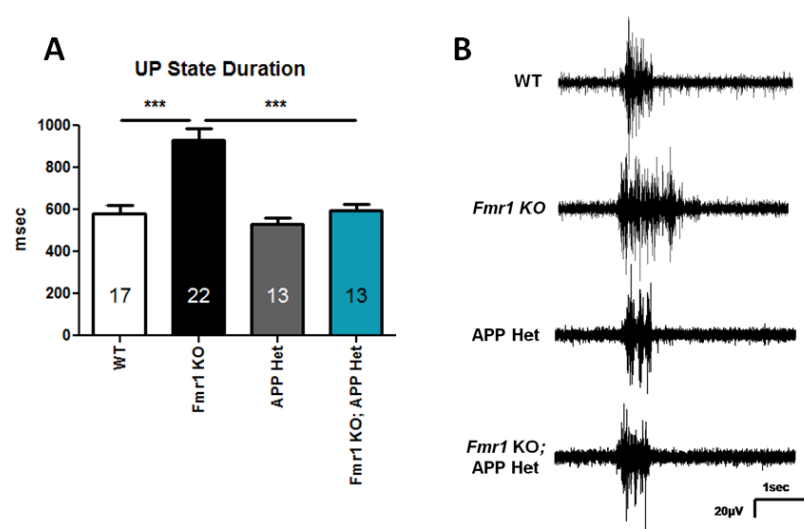 A
UP State Duration
***
***
1000
800
600
400
200
0
msec
17
22
13
13
WT
Fmr1 KO
APP Het
Fmr1 KO; APP Het
B
WT
Fmr1 KO
APP Het
Fmr1 KO;
APP Het
1sec
20µV